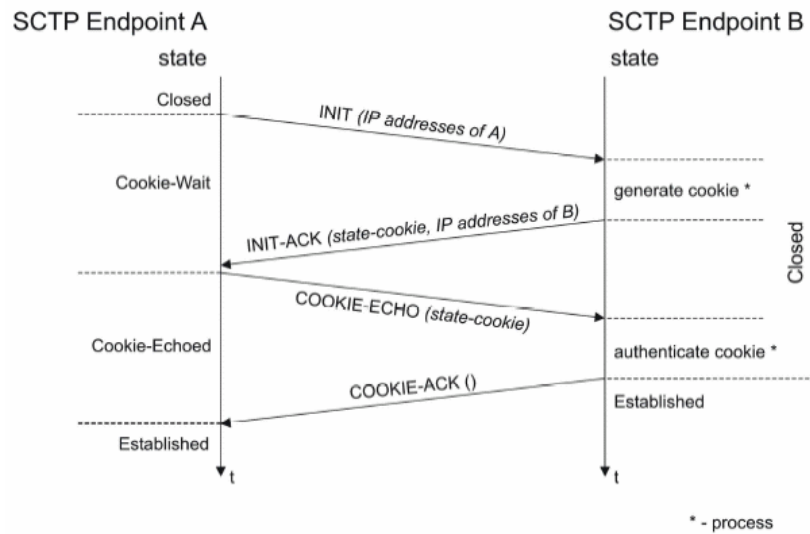 SCTP Endpoint A
SCTP Endpoint B
state
state
Closed
INIT (IP addresses of A)
Cookie-Wait
generate cookie *
INIT-ACK (state-cookie, IP addresses of B)
Closed
COOKIE-ECHO (state-cookie)
Cookie-Echoed
authenticate cookie *
COOKIE-ACK ()
Established
Established
t
t
* - process